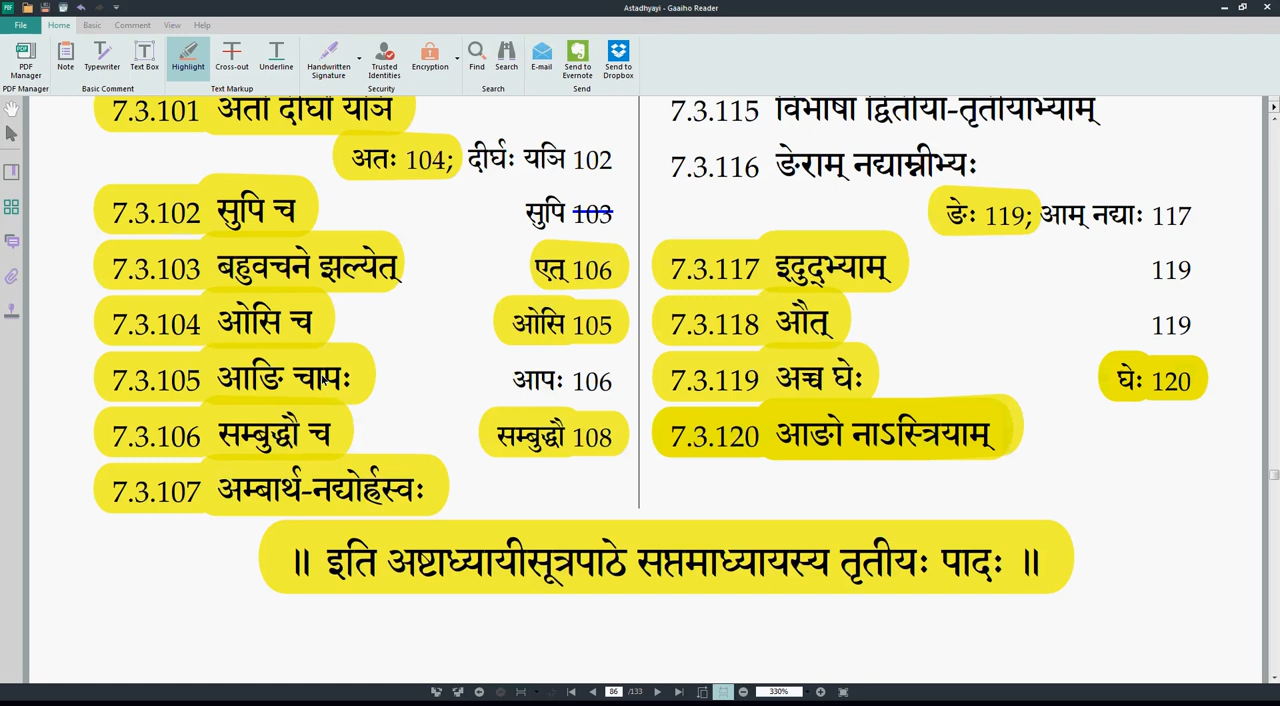 Astadhyayi - Gaaiho Reader
File Home Basic Comment View Help
PDF Manager Note Typewriter Text Box Highlight Cross-out Underline Handwritten Signature Trusted Identities Encryption Find Search E-mail Send to Evernote Send to Dropbox
PDF Manager Basic Comment Text Markup Security Search Send
7.3.101 अतो दीर्घो यञि
अतः 104; दीर्घः यञि 102
7.3.102 सुपि च सुपि 103
7.3.103 बहुवचने झल्येत् एत् 106
7.3.104 ओसि च ओसि 105
7.3.105 आङि चापः आपः 106
7.3.106 सम्बुद्धौ च सम्बुद्धौ 108
7.3.107 अम्बार्थ-नद्योर्ह्रस्वः
7.3.115 विभाषा द्वितीया-तृतीयाभ्याम्
7.3.116 ङेराम् नद्याम्नीभ्यः
ङेः 119; आम् नद्याः 117
7.3.117 इदुद्भ्याम् 119
7.3.118 औत् 119
7.3.119 अच्च घेः घेः 120
7.3.120 आङो नाऽस्त्रियाम्
॥ इति अष्टाध्यायीसूत्रपाठे सप्तमाध्यायस्य तृतीयः पादः ॥
86 /133 330%